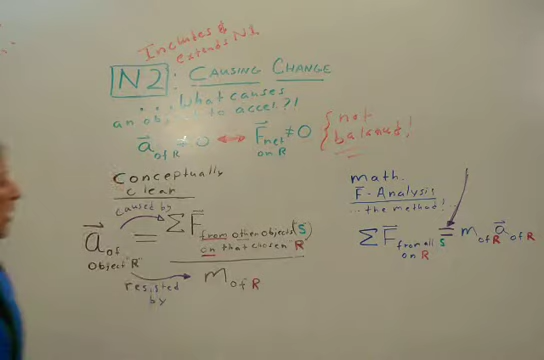 Includes &
extends N1
N2: CAUSING CHANGE
... What causes
an object to accel?!
a⃗ of R ≠ 0 ↔ F⃗net on R ≠ 0 { not balanced!
Conceptually
clear
caused by
a⃗ of object "R" = ΣF⃗ from other objects ("S") on that chosen "R"
resisted by
m of R
math
F⃗-Analysis
...the method!...
ΣF⃗ from all S on R = m of R a⃗ of R